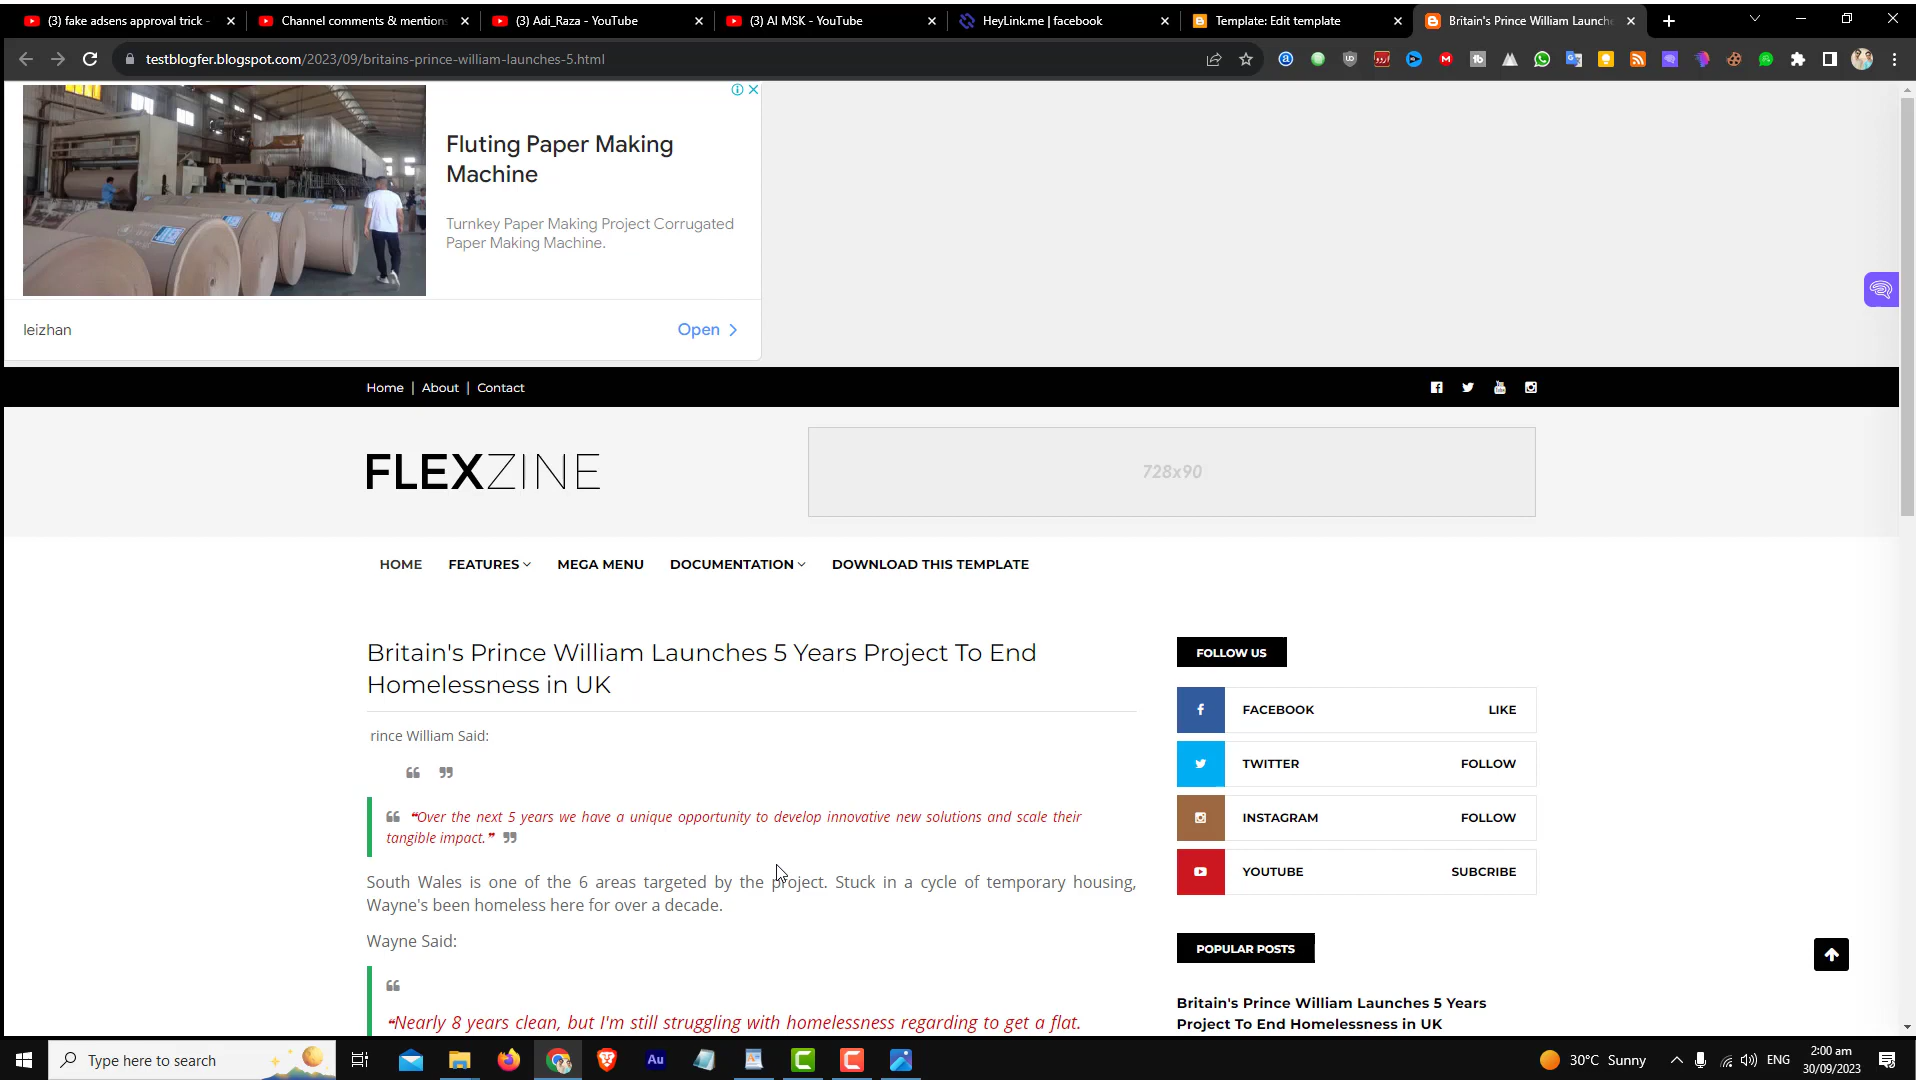 (3) fake adsens approval trick -
Channel comments & mention
(3) Adi_Raza - YouTube
(3) AI MSK - YouTube
HeyLink.me | facebook
Template: Edit template
Britain's Prince William Launch
testblogfer.blogspot.com/2023/09/britains-prince-william-launches-5.html
Fluting Paper Making
Machine
Turnkey Paper Making Project Corrugated
Paper Making Machine.
leizhan
Open
Home | About | Contact
FLEXZINE
728x90
HOME
FEATURES
MEGA MENU
DOCUMENTATION
DOWNLOAD THIS TEMPLATE
Britain's Prince William Launches 5 Years Project To End
Homelessness in UK
rince William Said:
❝ ❞
❝ ❝Over the next 5 years we have a unique opportunity to develop innovative new solutions and scale their
tangible impact.❞ ❞
South Wales is one of the 6 areas targeted by the project. Stuck in a cycle of temporary housing,
Wayne's been homeless here for over a decade.
Wayne Said:
❝
❝Nearly 8 years clean, but I'm still struggling with homelessness regarding to get a flat.
FOLLOW US
FACEBOOK LIKE
TWITTER FOLLOW
INSTAGRAM FOLLOW
YOUTUBE SUBCRIBE
POPULAR POSTS
Britain's Prince William Launches 5 Years
Project To End Homelessness in UK
Type here to search
Au
30°C Sunny
ENG
2:00 am
30/09/2023